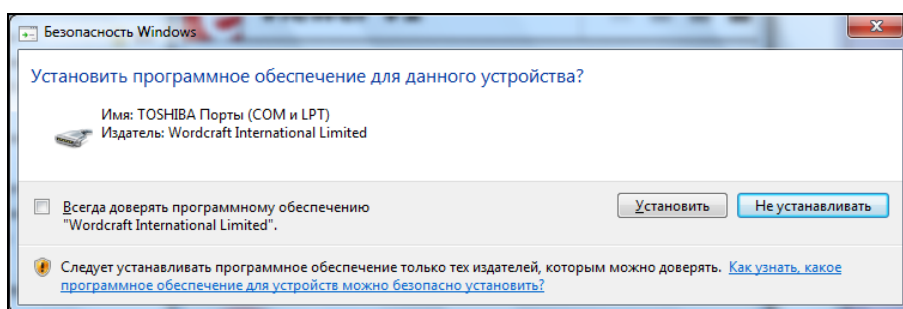 Безопасность Windows
Установить программное обеспечение для данного устройства?
Имя: TOSHIBA Порты (COM и LPT)
Издатель: Wordcraft International Limited
Всегда доверять программному обеспечению
"Wordcraft International Limited".
Установить
Не устанавливать
Следует устанавливать программное обеспечение только тех издателей, которым можно доверять. Как узнать, какое
программное обеспечение для устройств можно безопасно установить?